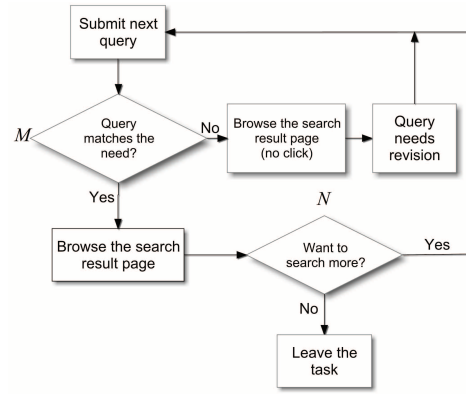 Submit next
query
M
Query
matches the
need?
No
Browse the search
result page
(no click)
Query
needs
revision
Yes
N
Browse the search
result page
Want to
search more?
Yes
No
Leave the
task